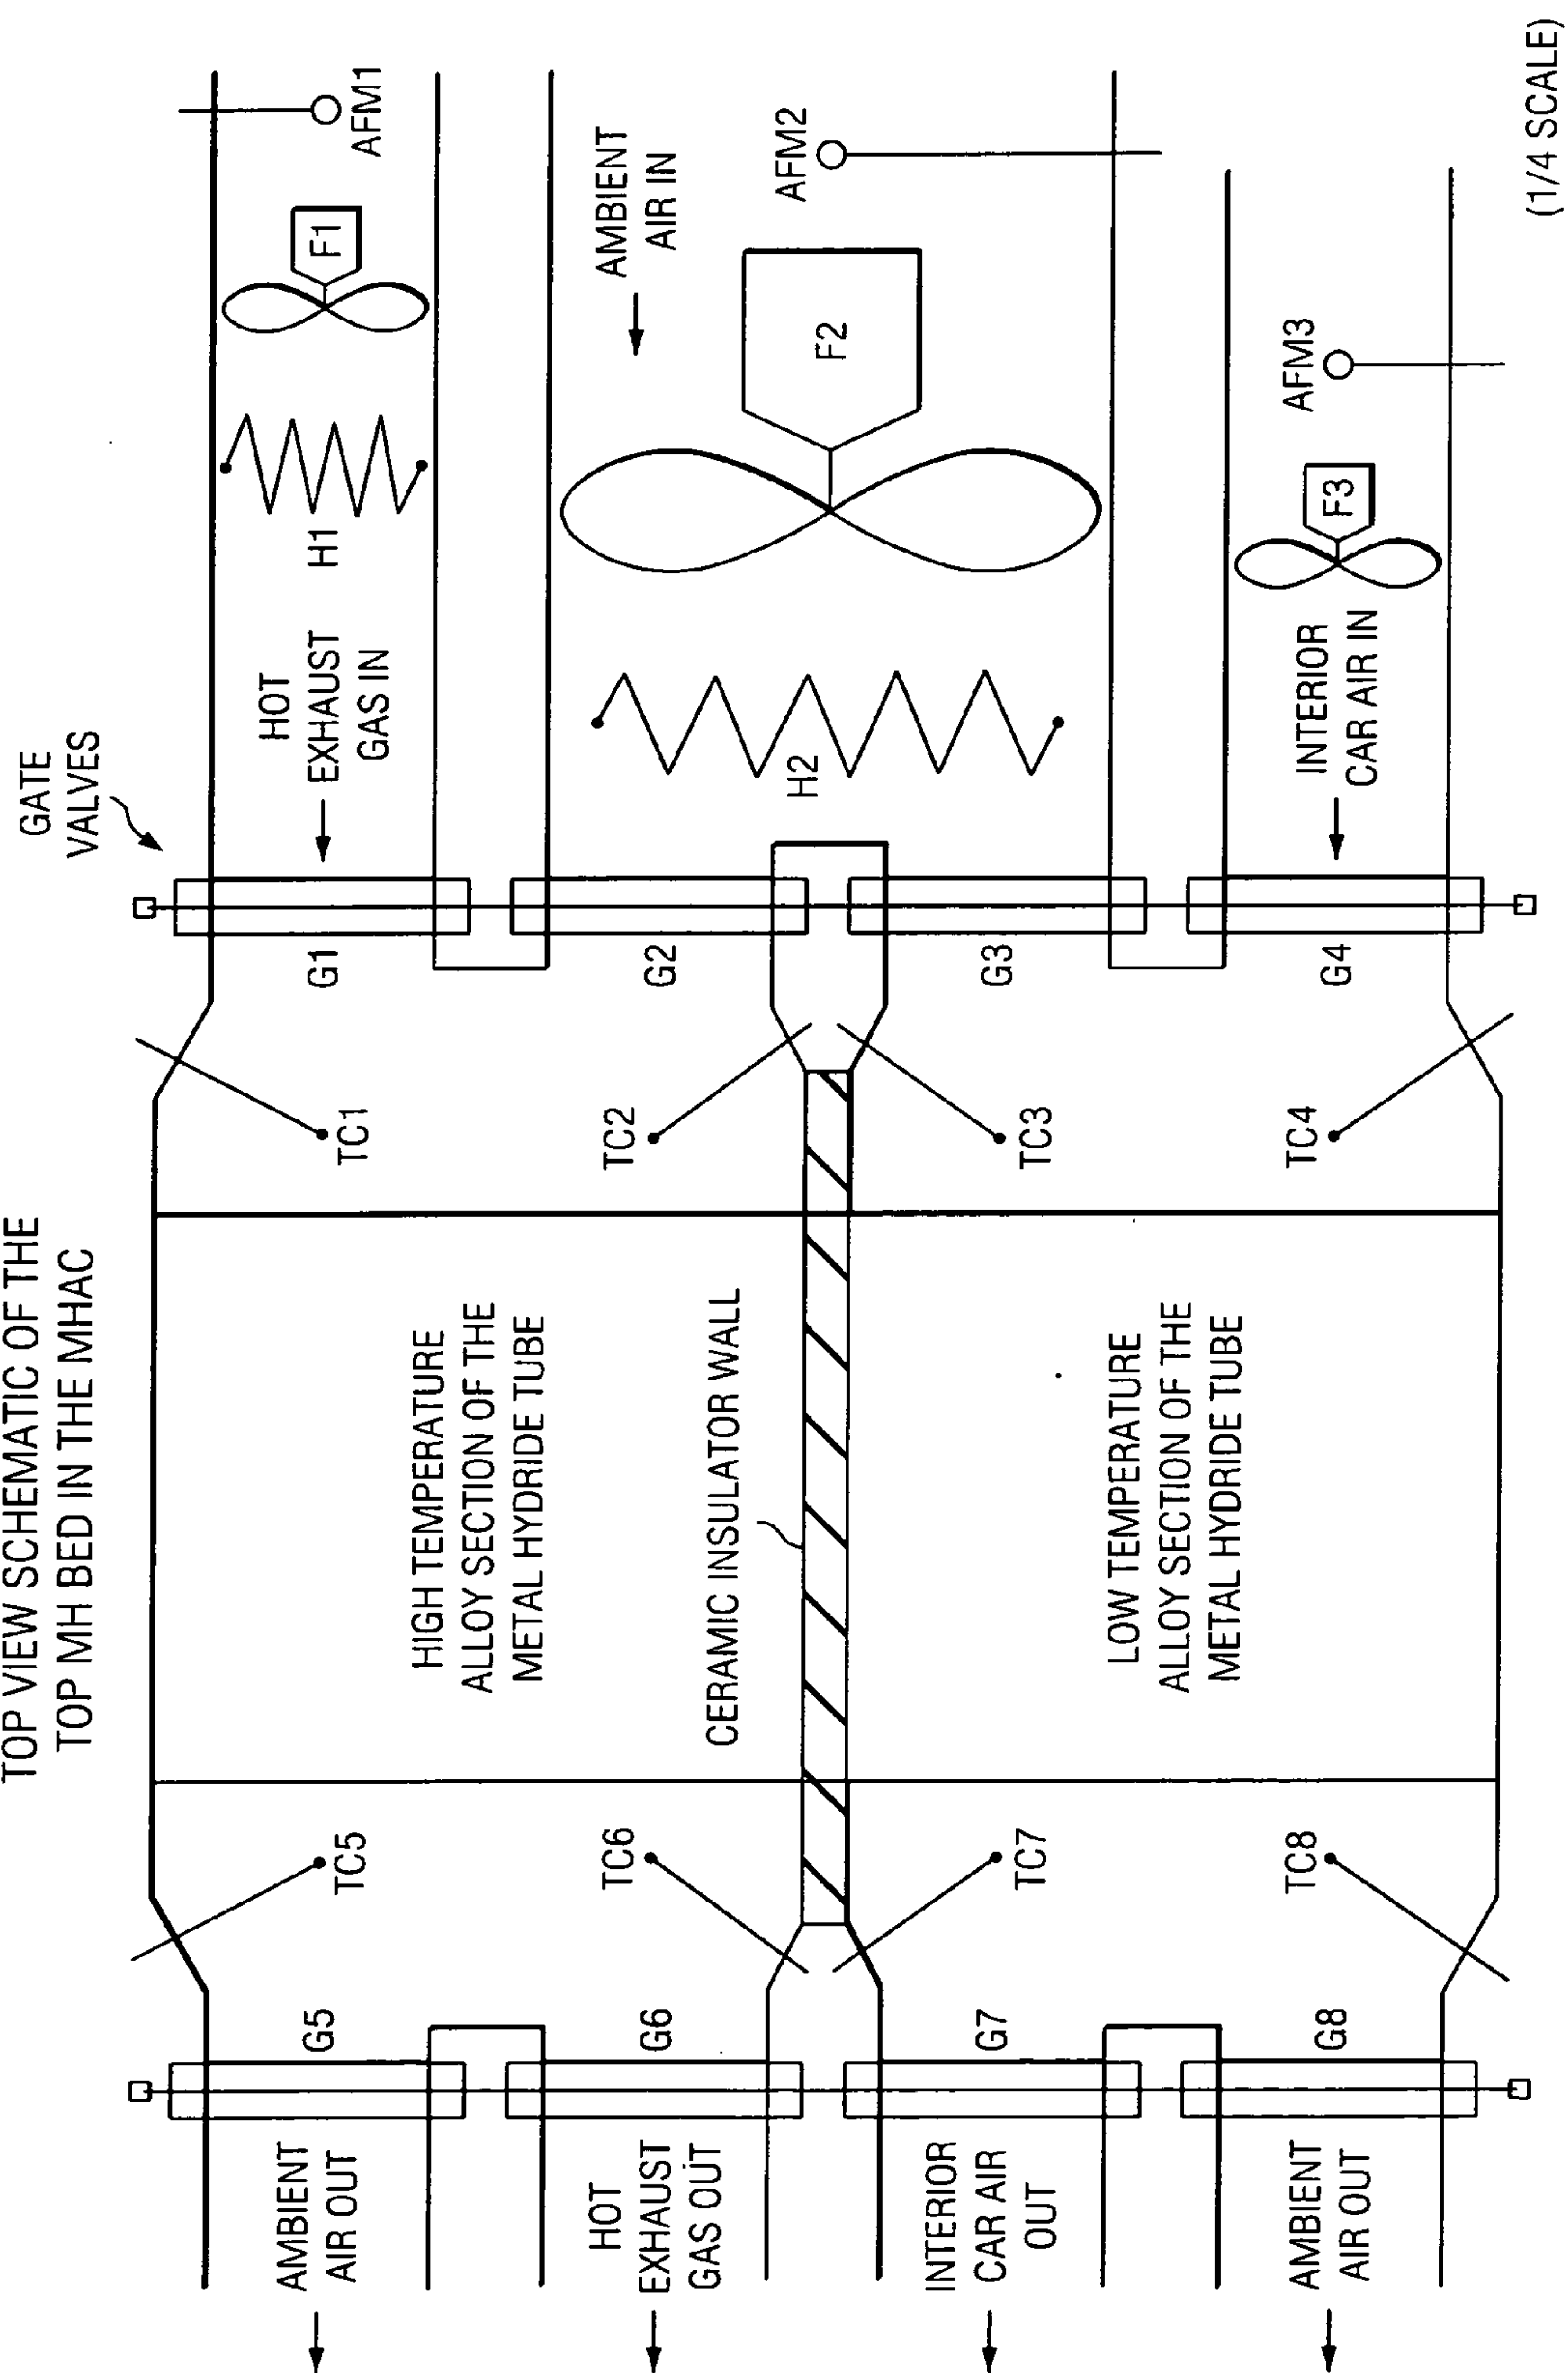 TOP VIEW SCHEMATIC OF THE
TOP MH BED IN THE MHAC
GATE
VALVES
AMBIENT
AIR OUT
G5
TC5
HIGH TEMPERATURE
ALLOY SECTION OF THE
METAL HYDRIDE TUBE
TC1
G1
HOT
EXHAUST
GAS IN
H1
F1
AFM1
HOT
EXHAUST
GAS OUT
G6
TC6
CERAMIC INSULATOR WALL
TC2
G2
H2
AMBIENT
AIR IN
F2
AFM2
INTERIOR
CAR AIR
OUT
G7
TC7
LOW TEMPERATURE
ALLOY SECTION OF THE
METAL HYDRIDE TUBE
TC3
G3
AMBIENT
AIR OUT
G8
TC8
TC4
G4
INTERIOR
CAR AIR IN
F3
AFM3
(1/4 SCALE)